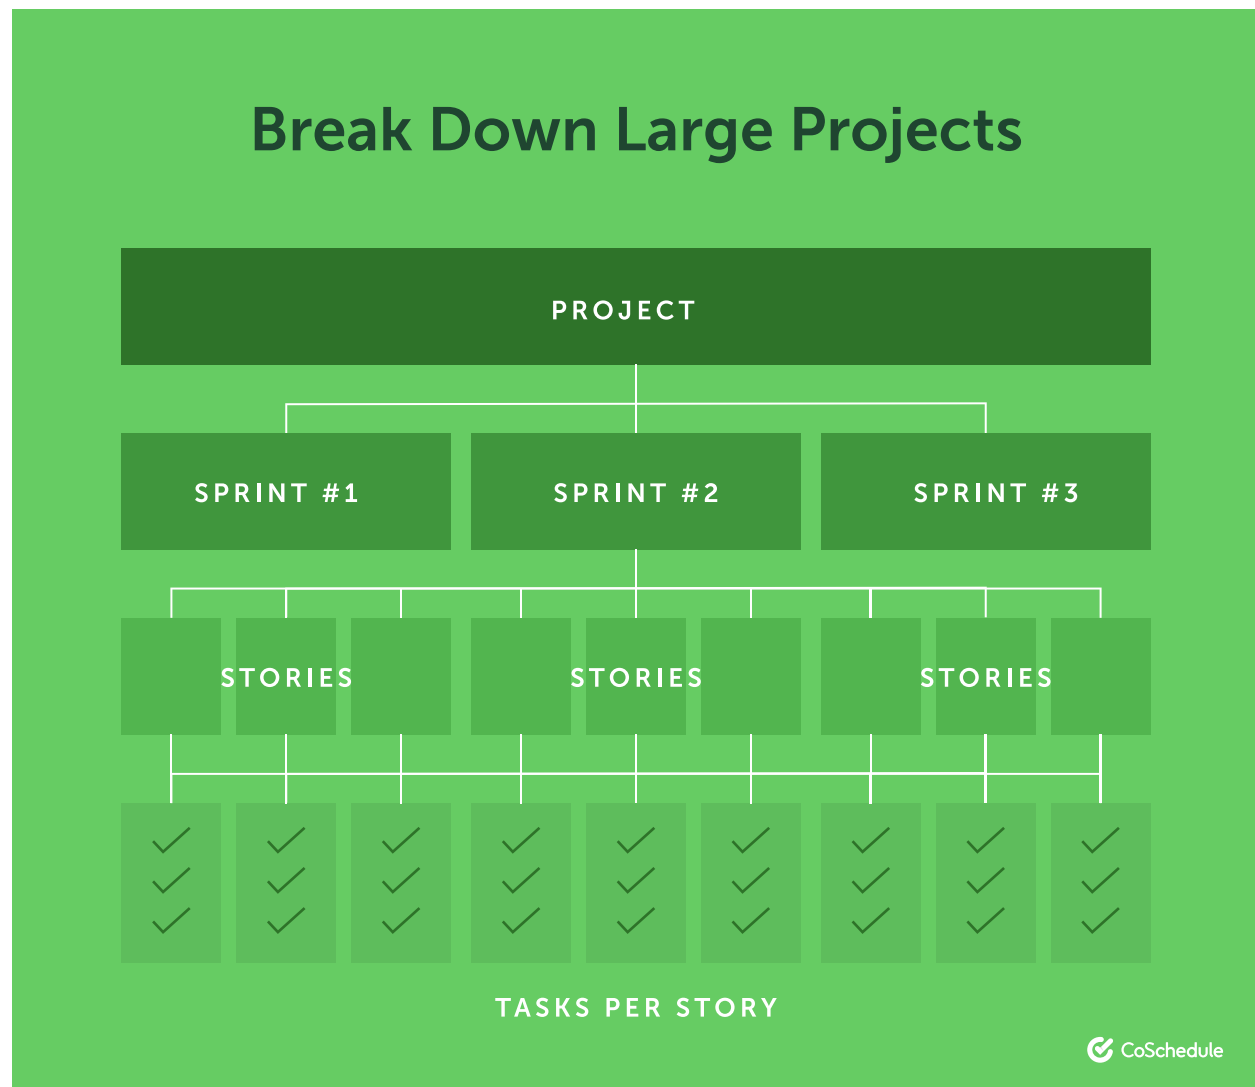 Break Down Large Projects
PROJECT
SPRINT #1
SPRINT #2
SPRINT #3
STORIES
STORIES
STORIES
TASKS PER STORY
CoSchedule